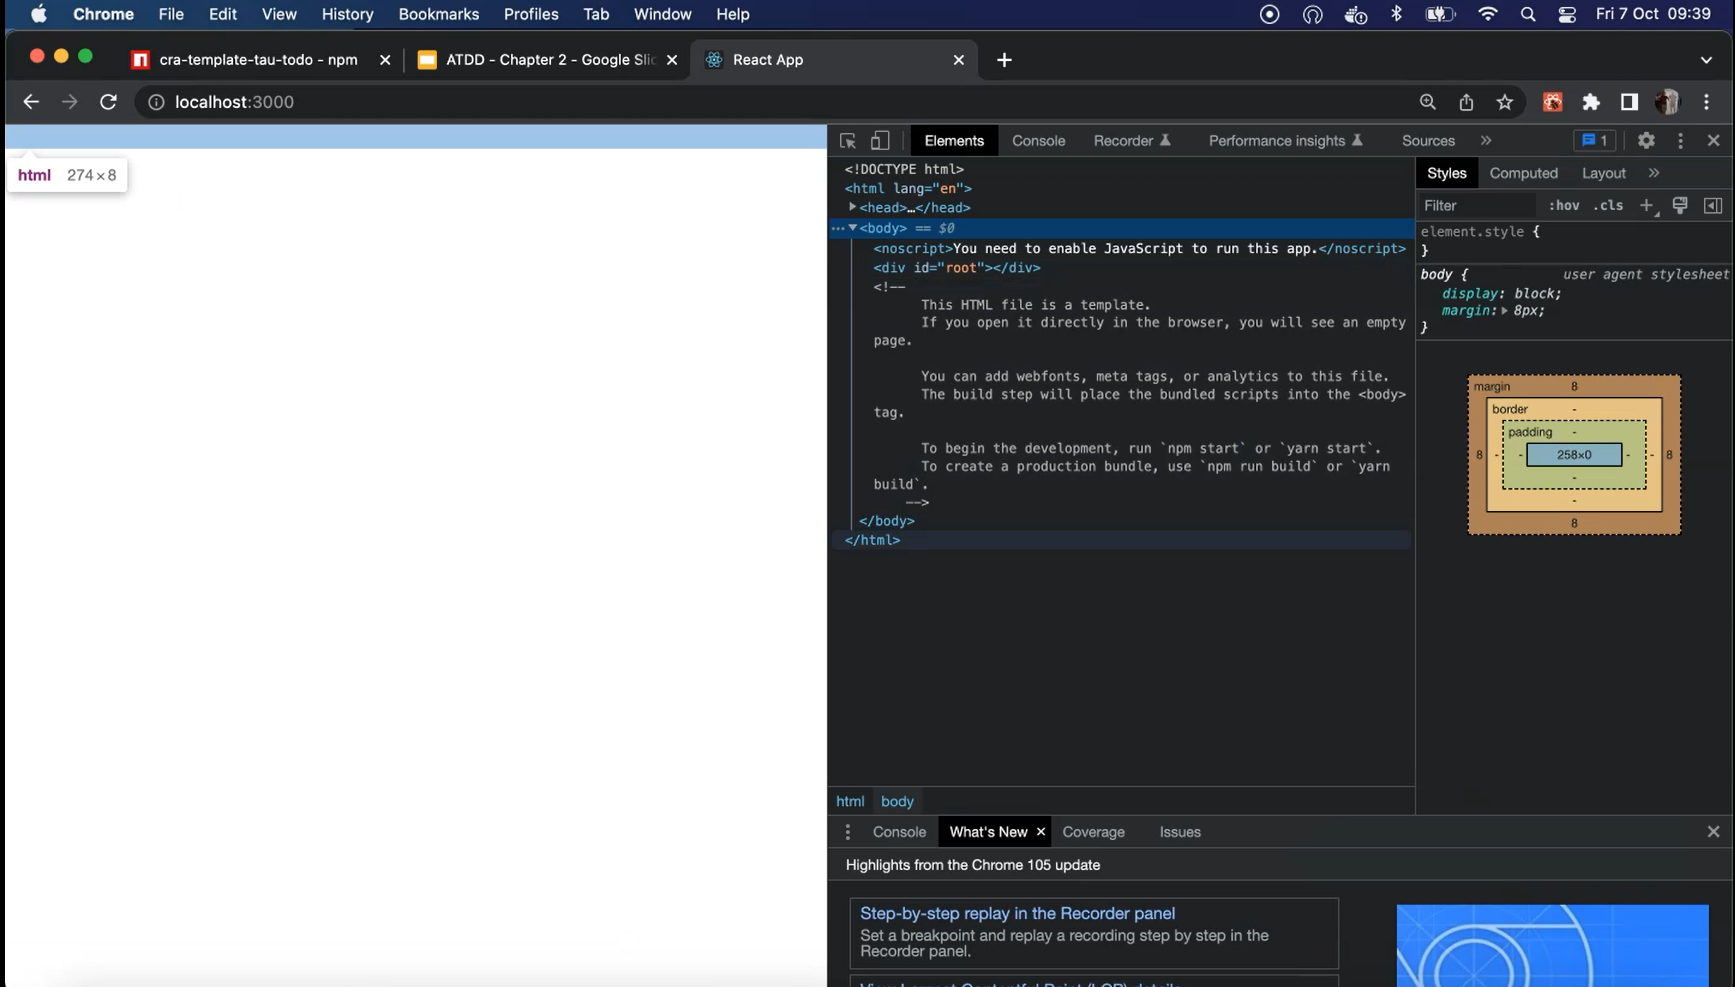 Chrome File Edit View History Bookmarks Profiles Tab Window Help Fri 7 Oct 09:39
cra-template-tau-todo - npm ATDD - Chapter 2 - Google Slid React App
localhost:3000
html 274×8
Elements Console Recorder Performance insights Sources 1
<!DOCTYPE html>
<html lang="en">
<head>…</head>
<body> == $0
<noscript>You need to enable JavaScript to run this app.</noscript>
<div id="root"></div>
<!--
This HTML file is a template.
If you open it directly in the browser, you will see an empty
page.
You can add webfonts, meta tags, or analytics to this file.
The build step will place the bundled scripts into the <body>
tag.
To begin the development, run `npm start` or `yarn start`.
To create a production bundle, use `npm run build` or `yarn
build`.
-->
</body>
</html>
Styles Computed Layout
Filter :hov .cls
element.style {
}
body { user agent stylesheet
display: block;
margin: 8px;
}
margin 8
border -
padding -
8 - - 258×0 - - 8
-
-
8
html body
Console What's New Coverage Issues
Highlights from the Chrome 105 update
Step-by-step replay in the Recorder panel
Set a breakpoint and replay a recording step by step in the
Recorder panel.